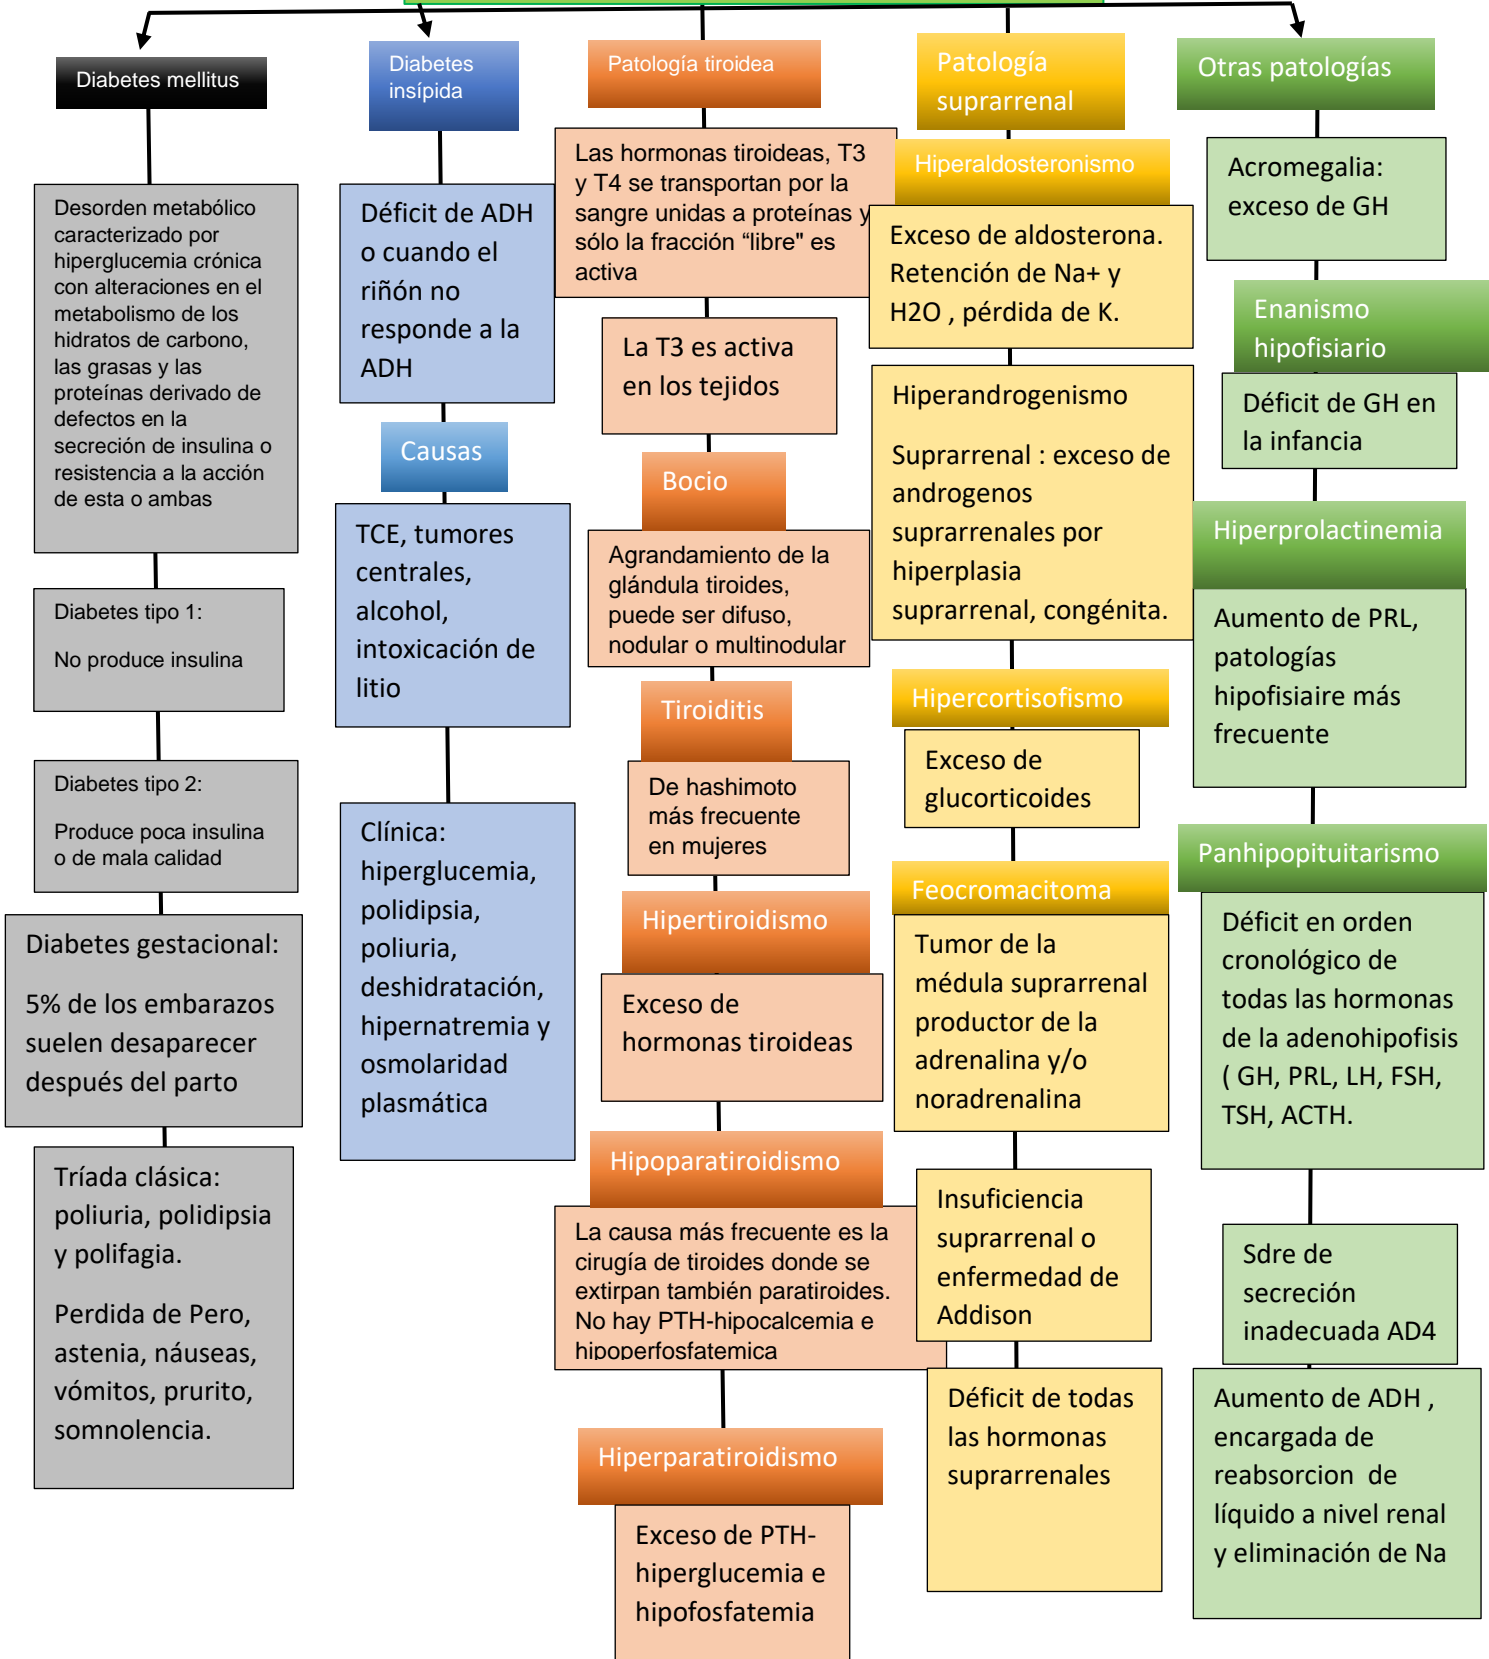 Diabetes mellitus
Desorden metabólico
caracterizado por
hiperglucemia crónica
con alteraciones en el
metabolismo de los
hidratos de carbono,
las grasas y las
proteínas derivado de
defectos en la
secreción de insulina o
resistencia a la acción
de esta o ambas
Diabetes tipo 1:
No produce insulina
Diabetes tipo 2:
Produce poca insulina
o de mala calidad
Diabetes gestacional:
5% de los embarazos
suelen desaparecer
después del parto
Tríada clásica:
poliuria, polidipsia
y polifagia.
Perdida de Pero,
astenia, náuseas,
vómitos, prurito,
somnolencia.
Diabetes
insípida
Déficit de ADH
o cuando el
riñón no
responde a la
ADH
Causas
TCE, tumores
centrales,
alcohol,
intoxicación de
litio
Clínica:
hiperglucemia,
polidipsia,
poliuria,
deshidratación,
hipernatremia y
osmolaridad
plasmática
Patología tiroidea
Las hormonas tiroideas, T3
y T4 se transportan por la
sangre unidas a proteínas y
sólo la fracción “libre" es
activa
La T3 es activa
en los tejidos
Bocio
Agrandamiento de la
glándula tiroides,
puede ser difuso,
nodular o multinodular
Tiroiditis
De hashimoto
más frecuente
en mujeres
Hipertiroidismo
Exceso de
hormonas tiroideas
Hipoparatiroidismo
La causa más frecuente es la
cirugía de tiroides donde se
extirpan también paratiroides.
No hay PTH-hipocalcemia e
hipoperfosfatemica
Hiperparatiroidismo
Exceso de PTH-
hiperglucemia e
hipofosfatemia
Patología
suprarrenal
Hiperaldosteronismo
Exceso de aldosterona.
Retención de Na+ y
H2O , pérdida de K.
Hiperandrogenismo
Suprarrenal : exceso de
androgenos
suprarrenales por
hiperplasia
suprarrenal, congénita.
Hipercortisofismo
Exceso de
glucorticoides
Feocromacitoma
Tumor de la
médula suprarrenal
productor de la
adrenalina y/o
noradrenalina
Insuficiencia
suprarrenal o
enfermedad de
Addison
Déficit de todas
las hormonas
suprarrenales
Otras patologías
Acromegalia:
exceso de GH
Enanismo
hipofisiario
Déficit de GH en
la infancia
Hiperprolactinemia
Aumento de PRL,
patologías
hipofisiaire más
frecuente
Panhipopituitarismo
Déficit en orden
cronológico de
todas las hormonas
de la adenohipofisis
( GH, PRL, LH, FSH,
TSH, ACTH.
Sdre de
secreción
inadecuada AD4
Aumento de ADH ,
encargada de
reabsorcion  de
líquido a nivel renal
y eliminación de Na